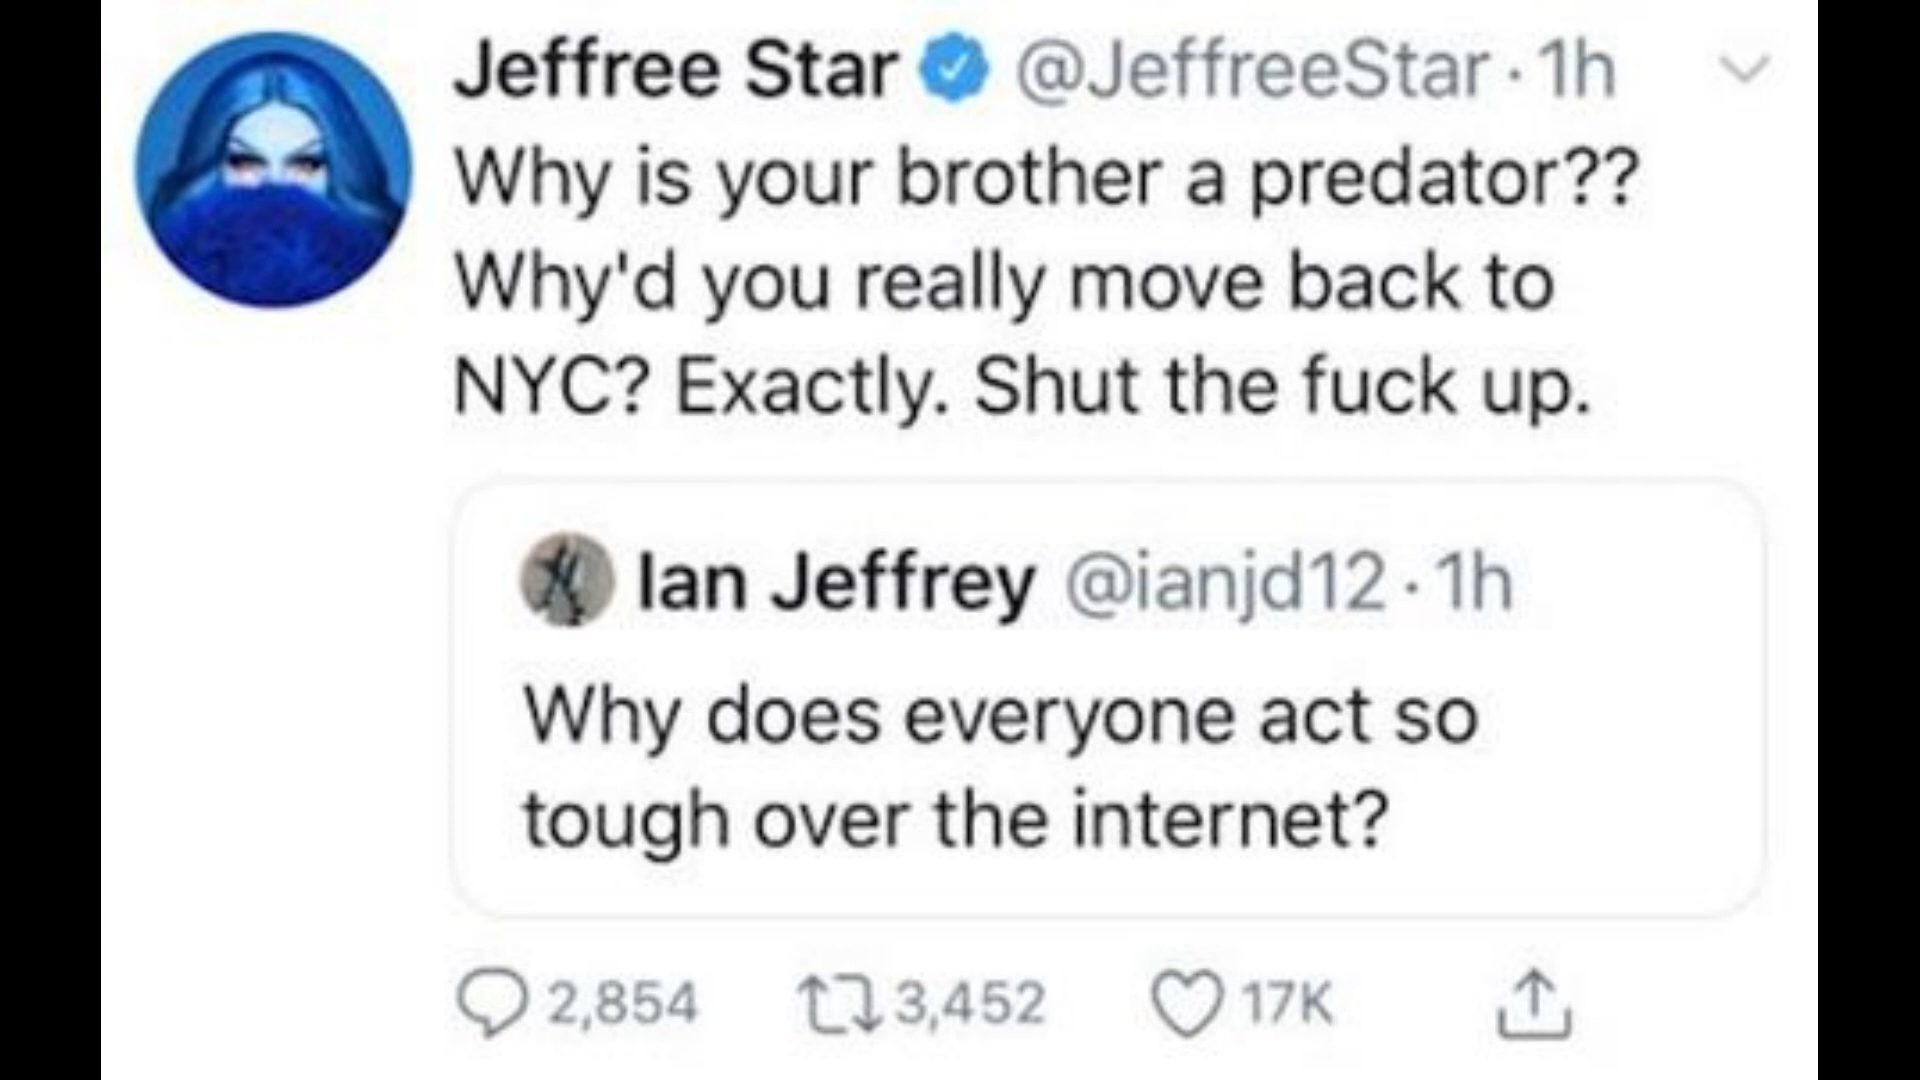 Jeffree Star @JeffreeStar · 1h
Why is your brother a predator??
Why'd you really move back to
NYC? Exactly. Shut the fuck up.
Ian Jeffrey @ianjd12 · 1h
Why does everyone act so
tough over the internet?
2,854 3,452 17K